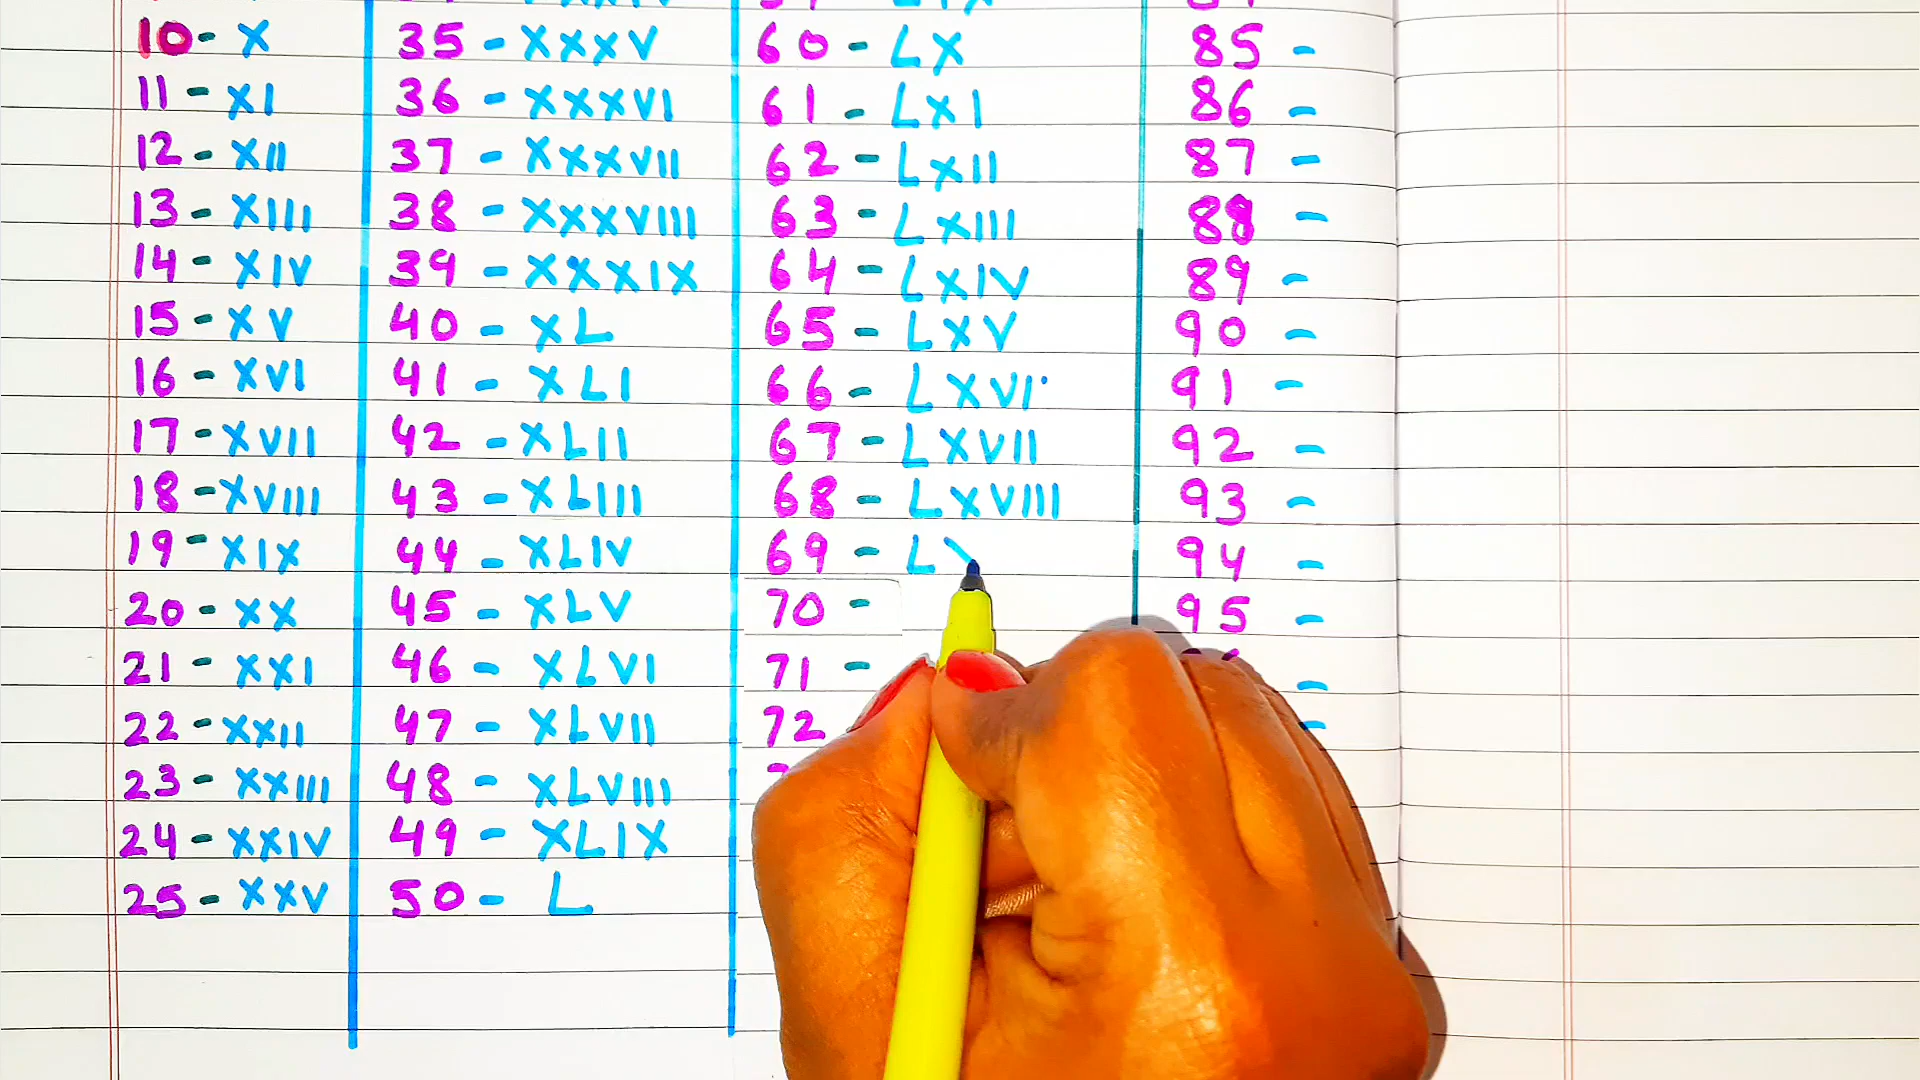 10- X
11- XI
12- XII
13- XIII
14- XIV
15- XV
16- XVI
17- XVII
18- XVIII
19- XIX
20- XX
21- XXI
22- XXII
23- XXIII
24- XXIV
25- XXV
35- XXXV
36- XXXVI
37- XXXVII
38- XXXVIII
39- XXXIX
40- XL
41- XLI
42- XLII
43- XLIII
44- XLIV
45- XLV
46- XLVI
47- XLVII
48- XLVIII
49- XLIX
50- L
60- LX
61- LXI
62- LXII
63- LXIII
64- LXIV
65- LXV
66- LXVI
67- LXVII
68- LXVIII
69- L
70-
71-
72
85-
86-
87-
88-
89-
90-
91-
92-
93-
94-
95-